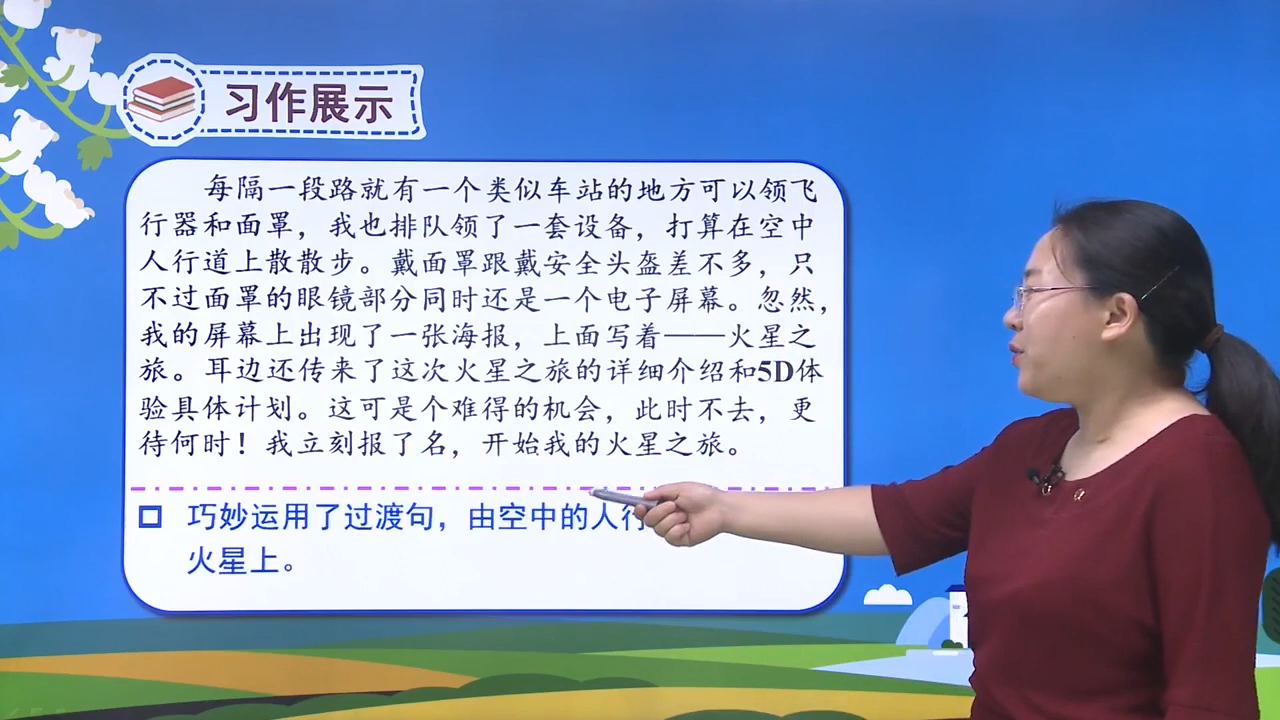 习作展示
每隔一段路就有一个类似车站的地方可以领飞
行器和面罩，我也排队领了一套设备，打算在空中
人行道上散散步。戴面罩跟戴安全头盔差不多，只
不过面罩的眼镜部分同时还是一个电子屏幕。忽然，
我的屏幕上出现了一张海报，上面写着——火星之
旅。耳边还传来了这次火星之旅的详细介绍和5D体
验具体计划。这可是个难得的机会，此时不去，更
待何时！我立刻报了名，开始我的火星之旅。
巧妙运用了过渡句，由空中的人行
火星上。